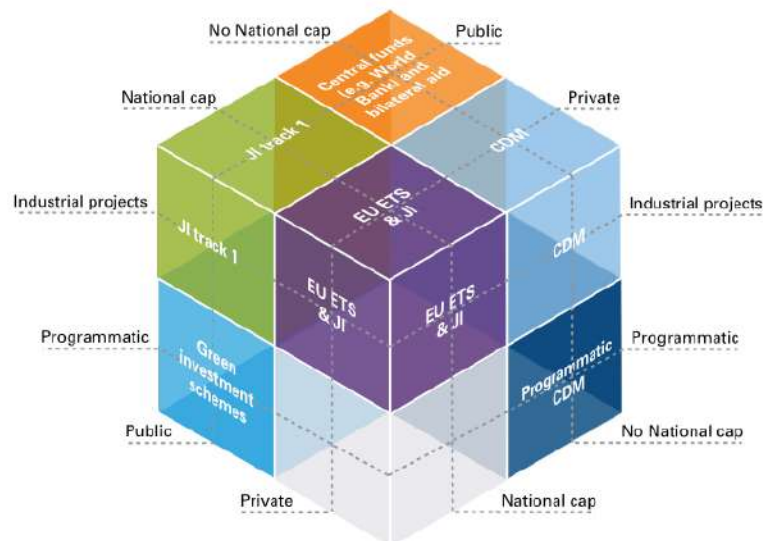 No National cap
Public
Central funds
(e.g. World
Bank) and
bilateral aid
National cap
Private
JI track 1
CDM
Industrial projects
EU ETS
& JI
Industrial projects
JI track 1
EU ETS
& JI
EU ETS
& JI
CDM
Programmatic
Green
investment
schemes
Programmatic
CDM
Programmatic
Public
No National cap
Private
National cap